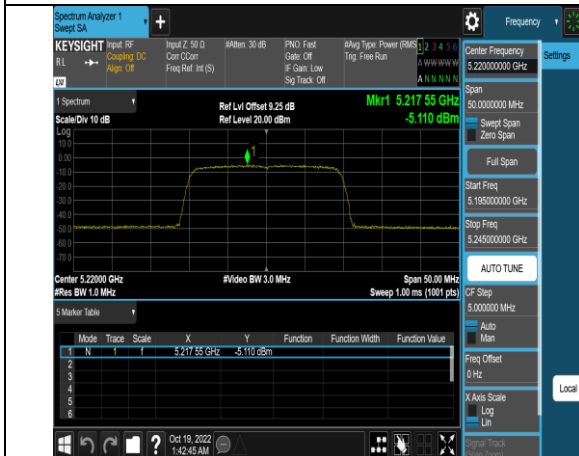 Spectrum Analyzer 1
Swept SA
+
Frequency
KEYSIGHT
RL
Input: RF
Coupling: DC
Align: Off
Input Z: 50 Ω
Corr CCorr
Freq Ref: Int (S)
#Atten: 30 dB
PNO: Fast
Gate: Off
IF Gain: Low
Sig Track: Off
#Avg Type: Power (RMS
Trig: Free Run
1 2 3 4 5 6
A W W W W W
A N N N N N
LXI
Center Frequency
5.220000000 GHz
Settings
Span
50.0000000 MHz
Swept Span
Zero Span
Full Span
Start Freq
5.195000000 GHz
Stop Freq
5.245000000 GHz
AUTO TUNE
CF Step
5.000000 MHz
Auto
Man
Freq Offset
0 Hz
X Axis Scale
Log
Lin
Local
Signal Track
1 Spectrum
Scale/Div 10 dB
Ref Lvl Offset 9.25 dB
Ref Level 20.00 dBm
Mkr1 5.217 55 GHz
-5.110 dBm
Log
10.0
0.00
-10.0
-20.0
-30.0
-40.0
-50.0
-60.0
-70.0
1
Center 5.22000 GHz
#Res BW 1.0 MHz
#Video BW 3.0 MHz
Span 50.00 MHz
Sweep 1.00 ms (1001 pts)
5 Marker Table
Mode Trace Scale X Y Function Function Width Function Value
1 N 1 f 5.217 55 GHz -5.110 dBm
2
3
4
5
6
?
Oct 19, 2022
1:42:45 AM